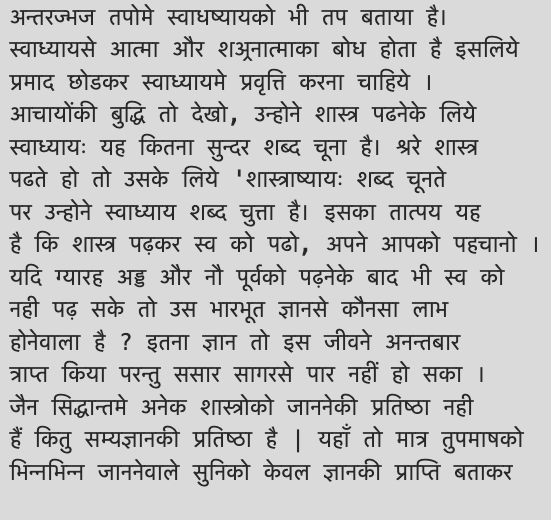 अन्तरज्भज तपोमे स्वाधष्यायको भी तप बताया है।
स्वाध्यायसे आत्मा और शअ्रनात्माका बोध होता है इसलिये
प्रमाद छोडकर स्वाध्यायमे प्रवृत्ति करना चाहिये ।
आचायोंकी बुद्धि तो देखो, उन्होने शास्त्र पढनेके लिये
स्वाध्यायः यह कितना सुन्दर शब्द चूना है। श्ररे शास्त्र
पढते हो तो उसके लिये 'शास्त्राष्यायः शब्द चूनते
पर उन्होने स्वाध्याय शब्द चुत्ता है। इसका तात्पय यह
है कि शास्त्र पढ़कर स्व को पढो, अपने आपको पहचानो ।
यदि ग्यारह अड्ड और नौ पूर्वको पढ़नेके बाद भी स्व को
नही पढ़ सके तो उस भारभूत ज्ञानसे कौनसा लाभ
होनेवाला है ? इतना ज्ञान तो इस जीवने अनन्तबार
त्राप्त किया परन्तु ससार सागरसे पार नहीं हो सका ।
जैन सिद्धान्तमे अनेक शास्त्रोको जाननेकी प्रतिष्ठा नही
हैं कितु सम्यज्ञानकी प्रतिष्ठा है | यहाँ तो मात्र तुपमाषको
भिन्नभिन्न जाननेवाले सुनिको केवल ज्ञानकी प्राप्ति बताकर